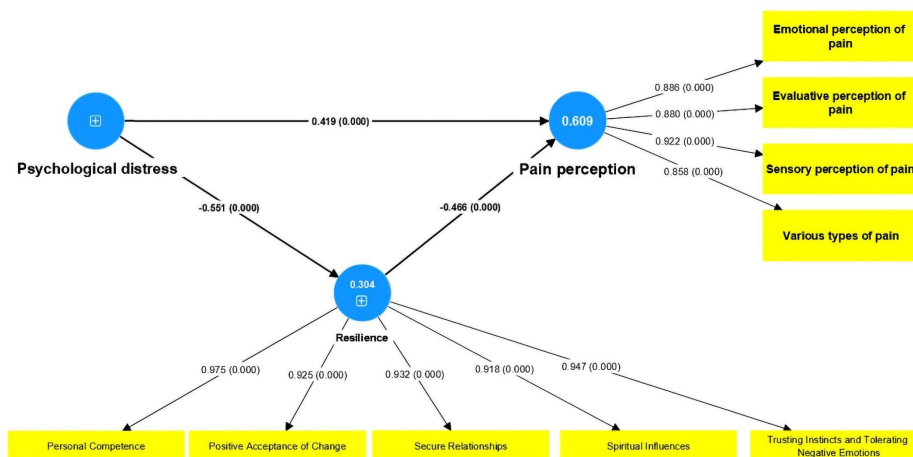 Emotional perception of
pain
0.886 (0.000)
Evaluative perception of
pain
0.880 (0.000)
0.419 (0.000)
0.609
0.922 (0.000)
Psychological distress
Pain perception
Sensory perception of pain
0.858 (0.000)
-0.551 (0.000)
-0.466 (0.000)
Various types of pain
0.304
Resilience
0.975 (0.000)
0.925 (0.000)
0.932 (0.000)
0.918 (0.000)
0.947 (0.000)
Personal Competence
Positive Acceptance of Change
Secure Relationships
Spiritual Influences
Trusting Instincts and Tolerating
Negative Emotions